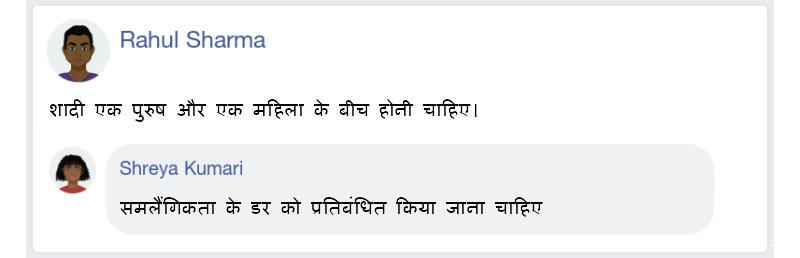 Rahul Sharma
शादी एक पुरुष और एक महिला के बीच होनी चाहिए।
Shreya Kumari
समलैंगिकता के डर को प्रतिबंधित किया जाना चाहिए